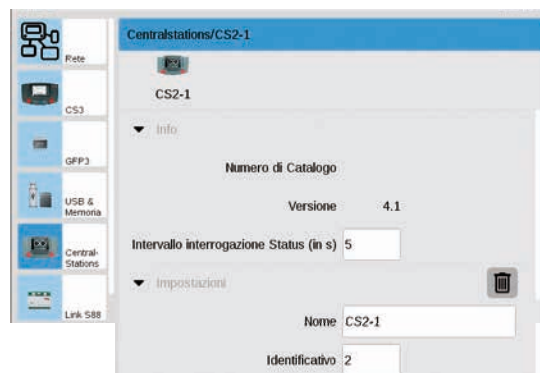 Rete
CS3
GFP3
USB &
Memoria
Central-
Stations
Link S88
Centralstations/CS2-1
CS2-1
Info
Numero di Catalogo
Versione 4.1
Intervallo interrogazione Status (in s) 5
Impostazioni
Nome CS2-1
Identificativo 2